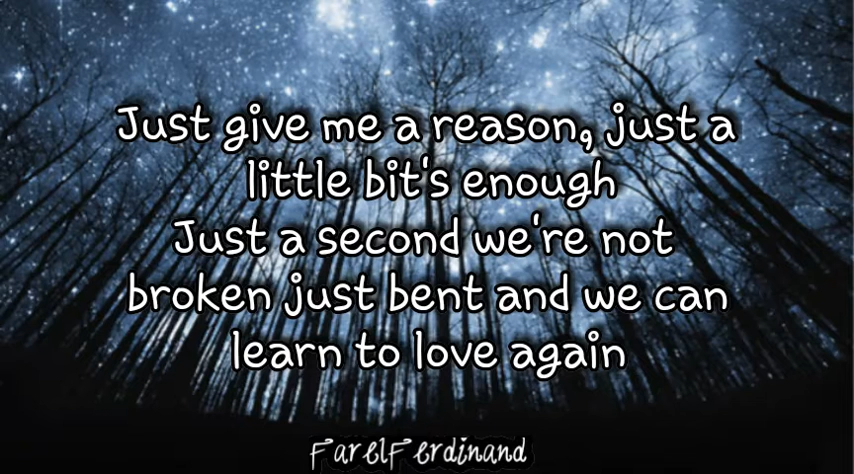 Just give me a reason, just a
little bit's enough
Just a second we're not
broken just bent and we can
learn to love again
FarelFerdinand